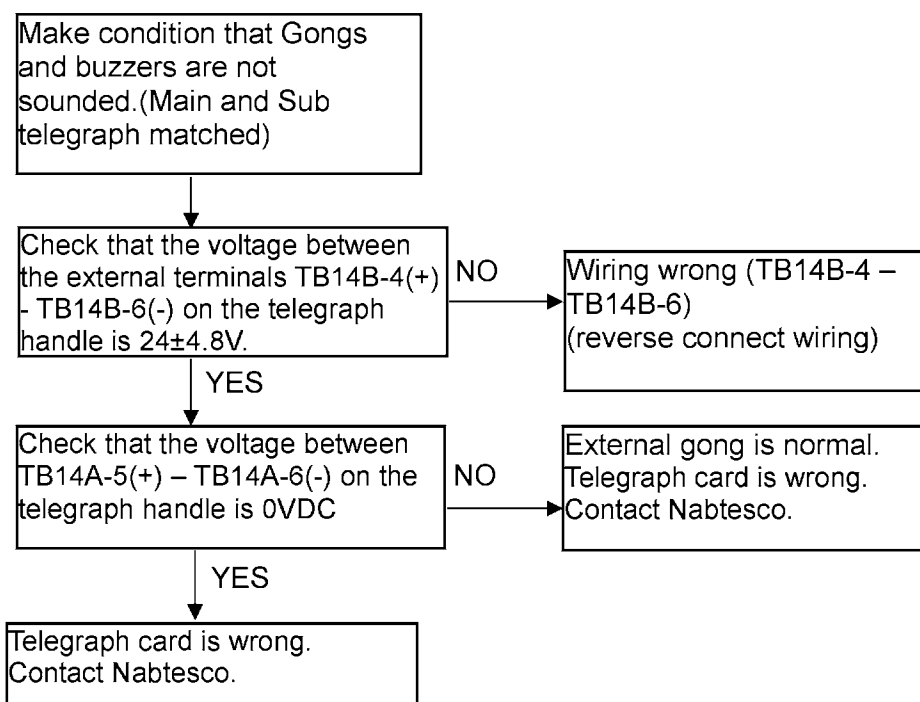 Make condition that Gongs
and buzzers are not
sounded.(Main and Sub
telegraph matched)
Check that the voltage between
the external terminals TB14B-4(+)
- TB14B-6(-) on the telegraph
handle is 24±4.8V.
NO
Wiring wrong (TB14B-4 –
TB14B-6)
(reverse connect wiring)
YES
Check that the voltage between
TB14A-5(+) – TB14A-6(-) on the
telegraph handle is 0VDC
NO
External gong is normal.
Telegraph card is wrong.
Contact Nabtesco.
YES
Telegraph card is wrong.
Contact Nabtesco.